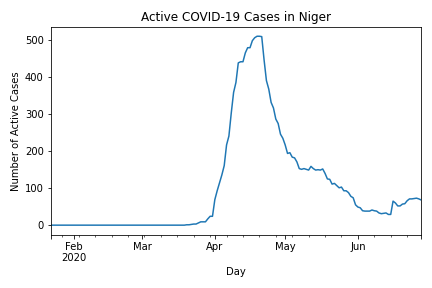 Active COVID-19 Cases in Niger
Number of Active Cases
500
400
300
200
100
0
Feb
2020
Mar
Apr
May
Jun
Day